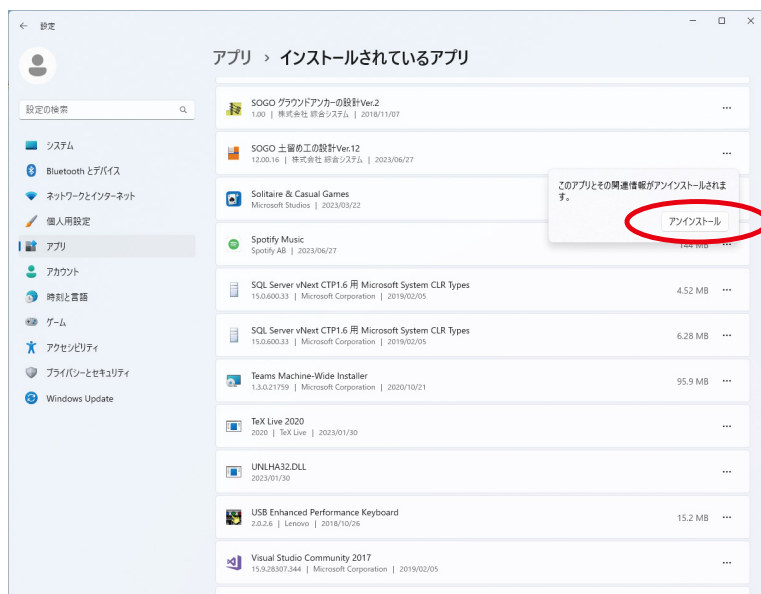 設定
アプリ › インストールされているアプリ
設定の検索
システム
Bluetooth とデバイス
ネットワークとインターネット
個人用設定
アプリ
アカウント
時刻と言語
ゲーム
アクセシビリティ
プライバシーとセキュリティ
Windows Update
SOGO グラウンドアンカーの設計Ver.2
1.00 | 株式会社 綜合システム | 2018/11/07
SOGO 土留め工の設計Ver.12
12.00.16 | 株式会社 綜合システム | 2023/06/27
このアプリとその関連情報がアンインストールされま
す。
アンインストール
Solitaire & Casual Games
Microsoft Studios | 2023/03/22
Spotify Music
Spotify AB | 2023/06/27
144 MB
SQL Server vNext CTP1.6 用 Microsoft System CLR Types
15.0.600.33 | Microsoft Corporation | 2019/02/05
4.52 MB
SQL Server vNext CTP1.6 用 Microsoft System CLR Types
15.0.600.33 | Microsoft Corporation | 2019/02/05
6.28 MB
Teams Machine-Wide Installer
1.3.0.21759 | Microsoft Corporation | 2020/10/21
95.9 MB
TeX Live 2020
2020 | TeX Live | 2023/01/30
UNLHA32.DLL
2023/01/30
USB Enhanced Performance Keyboard
2.0.2.6 | Lenovo | 2018/10/26
15.2 MB
Visual Studio Community 2017
15.9.28307.344 | Microsoft Corporation | 2019/02/05